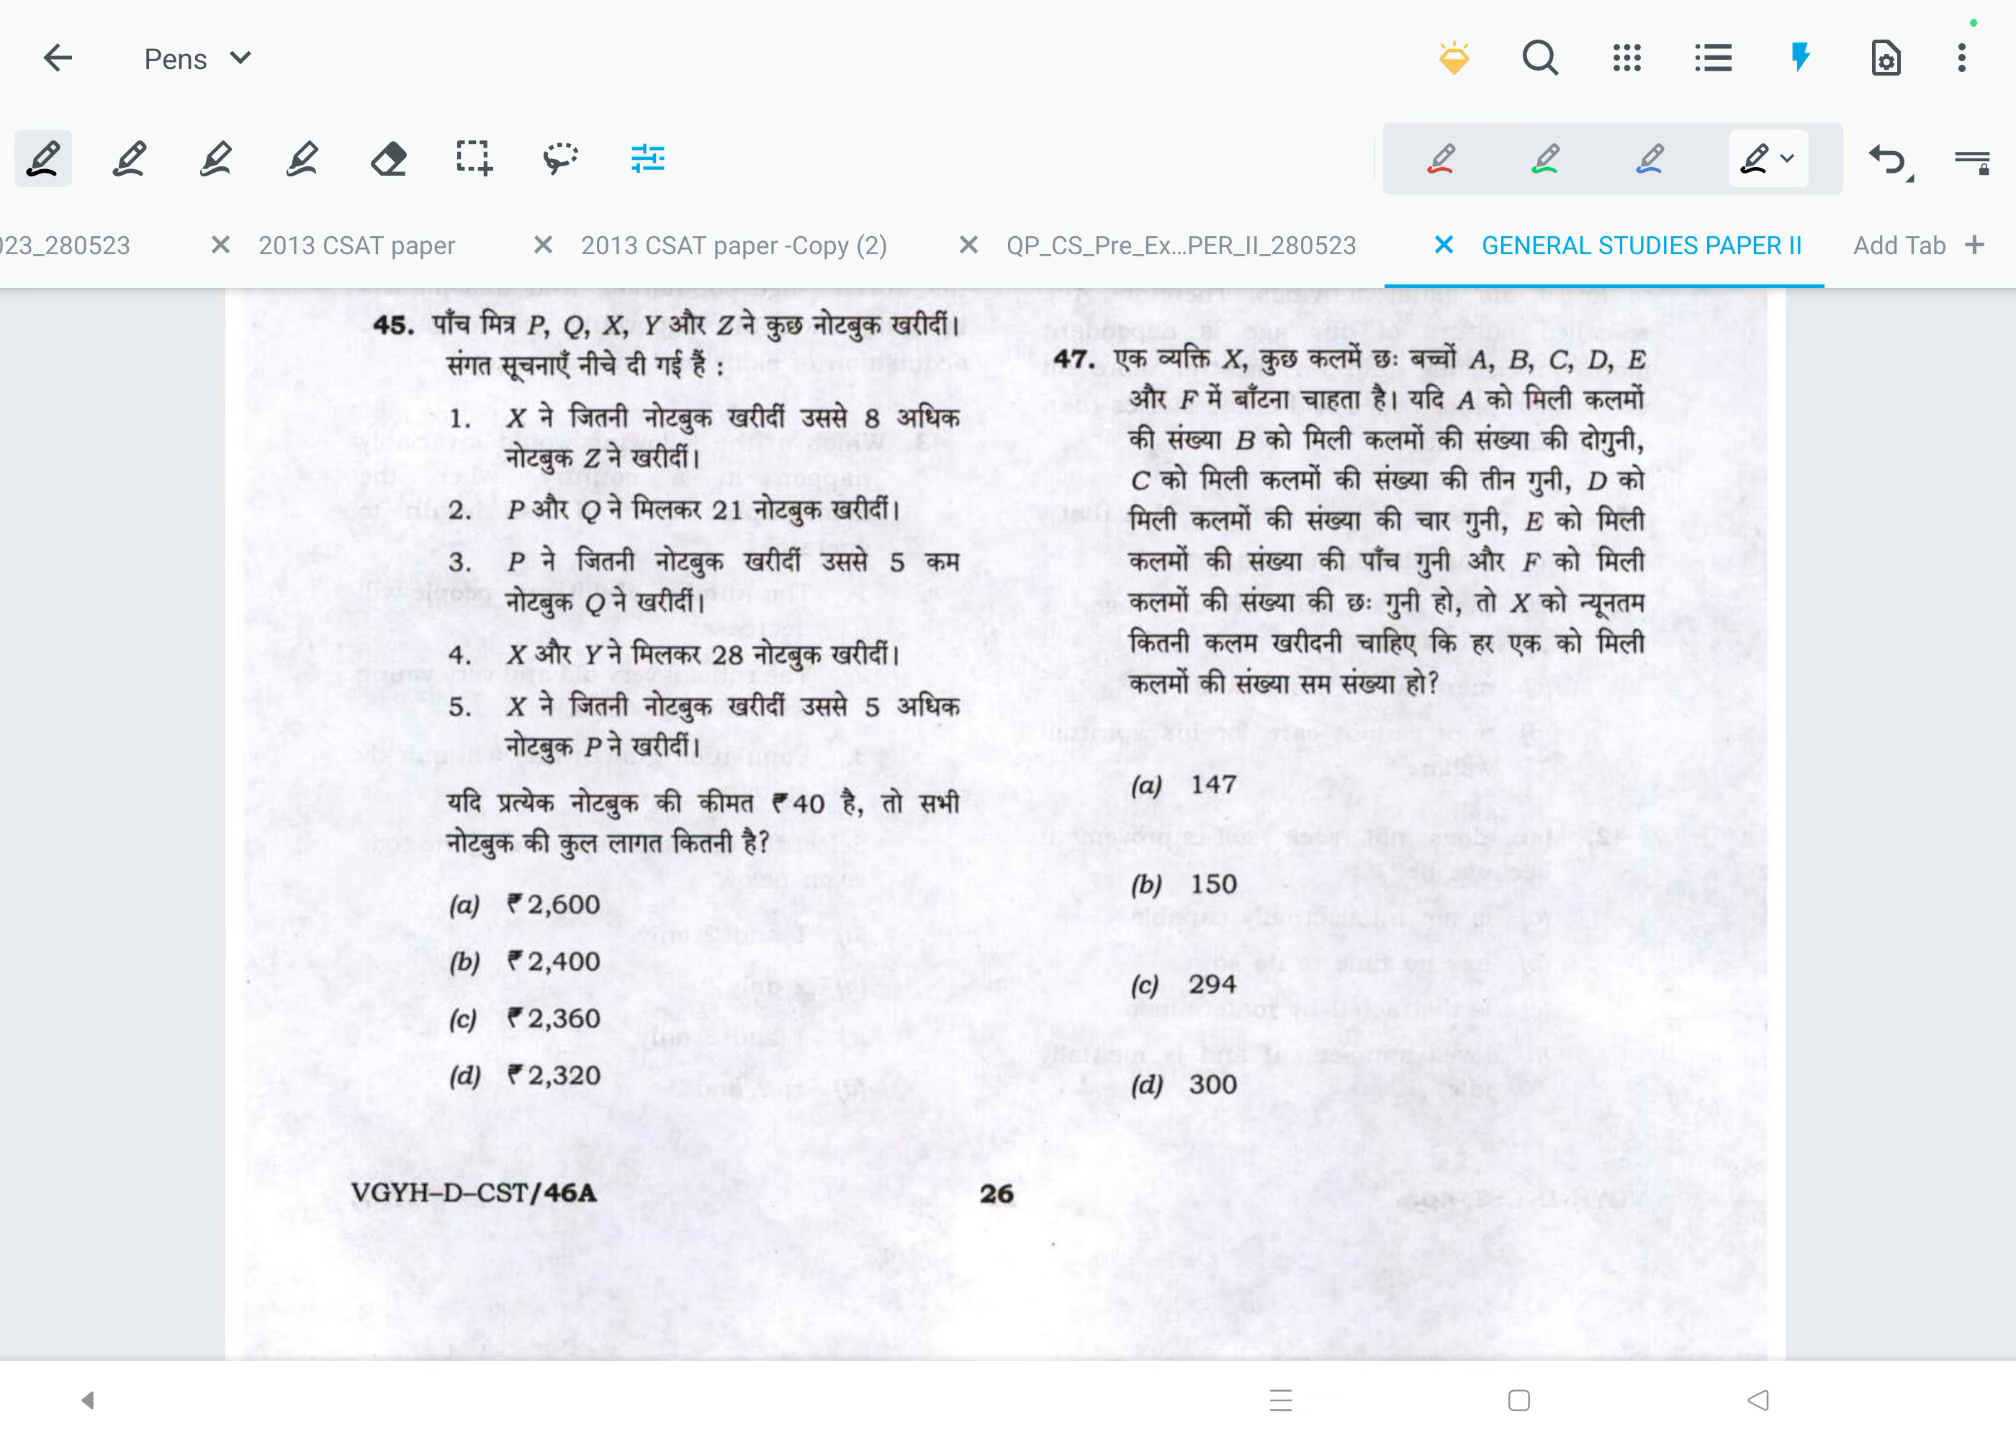 Pens
023_280523
2013 CSAT paper
2013 CSAT paper -Copy (2)
QP_CS_Pre_Ex...PER_II_280523
GENERAL STUDIES PAPER II
Add Tab
45. पाँच मित्र P, Q, X, Y और Z ने कुछ नोटबुक खरीदीं।
संगत सूचनाएँ नीचे दी गई हैं :
1. X ने जितनी नोटबुक खरीदीं उससे 8 अधिक
नोटबुक Z ने खरीदीं।
2. P और Q ने मिलकर 21 नोटबुक खरीदीं।
3. P ने जितनी नोटबुक खरीदीं उससे 5 कम
नोटबुक Q ने खरीदीं।
4. X और Y ने मिलकर 28 नोटबुक खरीदीं।
5. X ने जितनी नोटबुक खरीदीं उससे 5 अधिक
नोटबुक P ने खरीदीं।
यदि प्रत्येक नोटबुक की कीमत ₹ 40 है, तो सभी
नोटबुक की कुल लागत कितनी है?
(a) ₹ 2,600
(b) ₹ 2,400
(c) ₹ 2,360
(d) ₹ 2,320
47. एक व्यक्ति X, कुछ कलमें छः बच्चों A, B, C, D, E
और F में बाँटना चाहता है। यदि A को मिली कलमों
की संख्या B को मिली कलमों की संख्या की दोगुनी,
C को मिली कलमों की संख्या की तीन गुनी, D को
मिली कलमों की संख्या की चार गुनी, E को मिली
कलमों की संख्या की पाँच गुनी और F को मिली
कलमों की संख्या की छः गुनी हो, तो X को न्यूनतम
कितनी कलम खरीदनी चाहिए कि हर एक को मिली
कलमों की संख्या सम संख्या हो?
(a) 147
(b) 150
(c) 294
(d) 300
VGYH–D–CST/46A
26